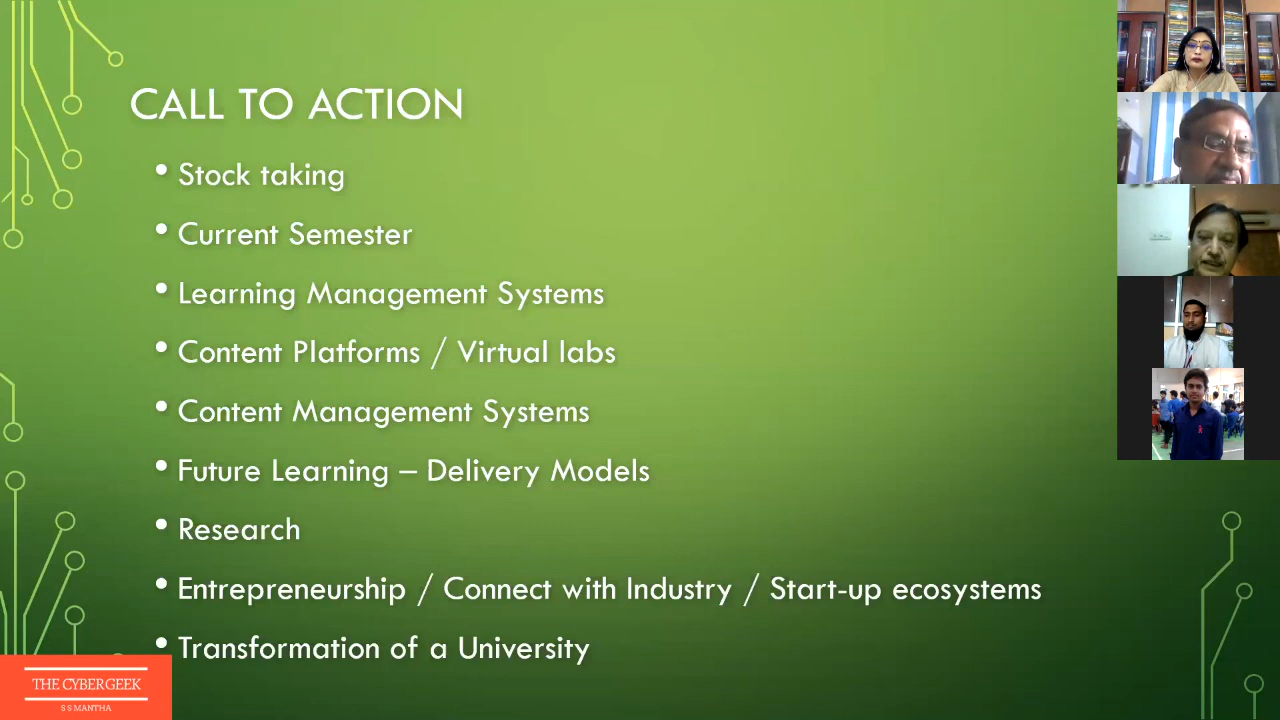 CALL TO ACTION
• Stock taking
• Current Semester
• Learning Management Systems
• Content Platforms / Virtual labs
• Content Management Systems
• Future Learning – Delivery Models
• Research
• Entrepreneurship / Connect with Industry / Start-up ecosystems
• Transformation of a University
THE CYBERGEEK
S S MANTHA